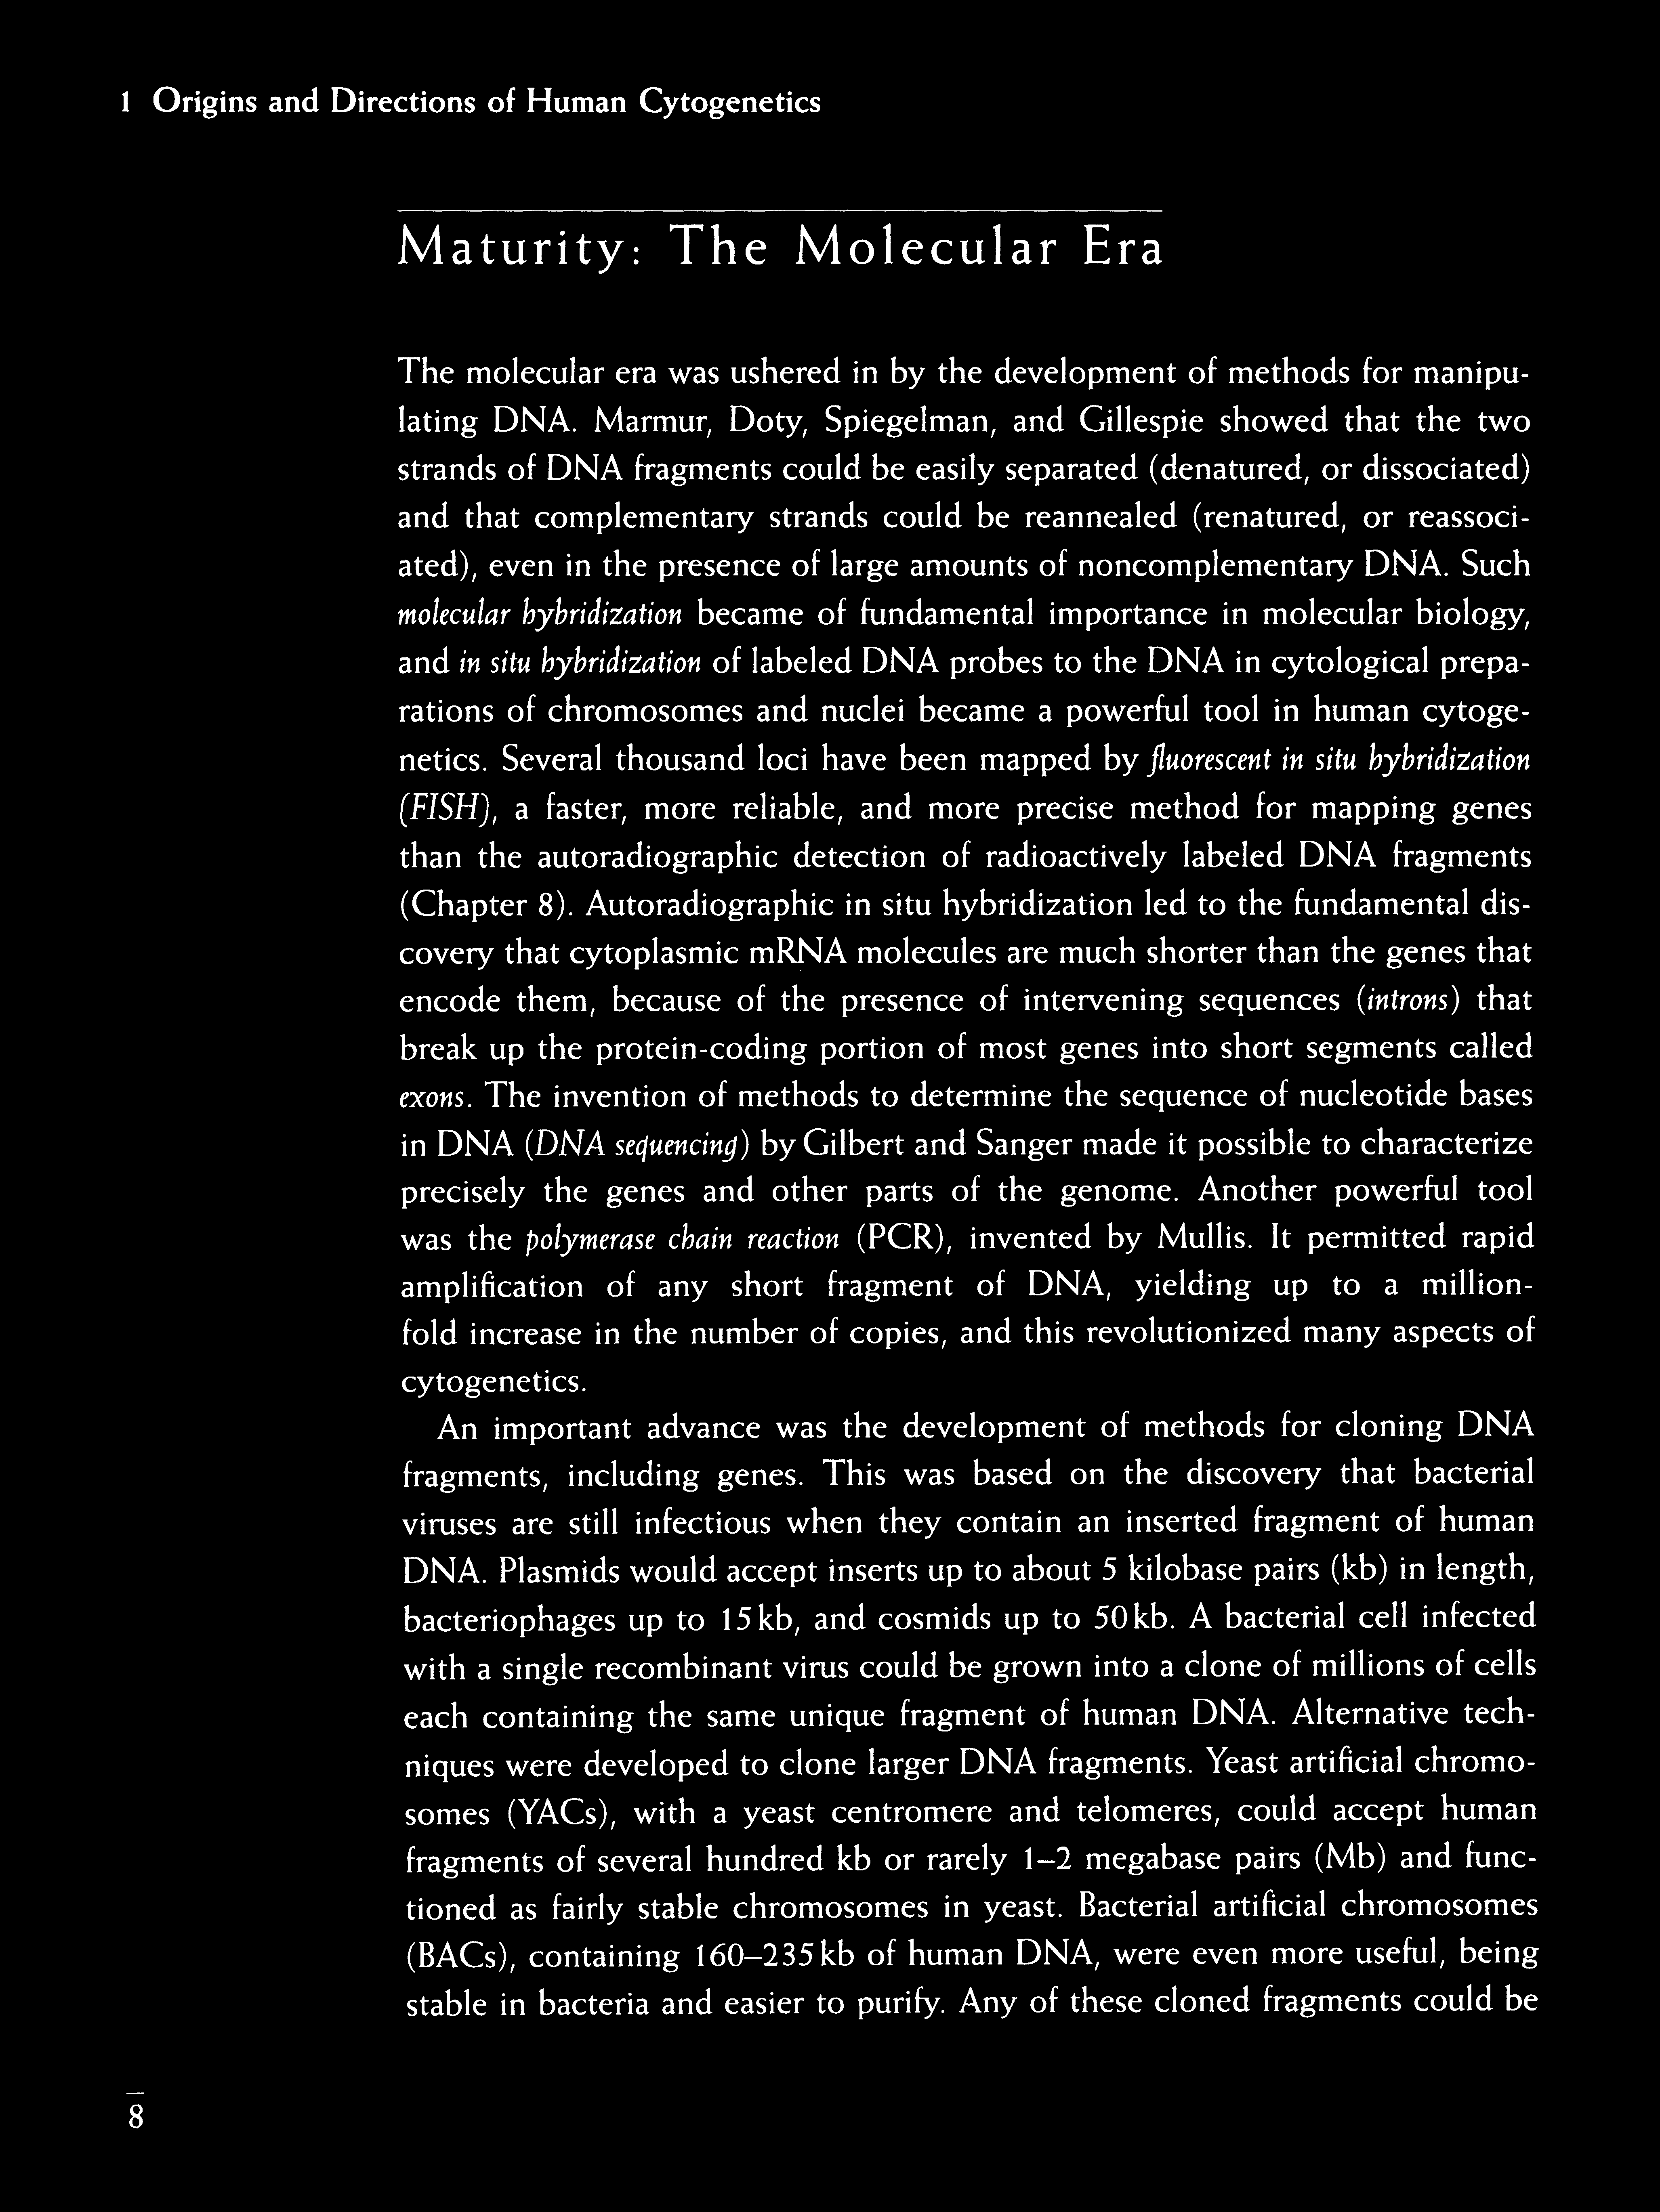 1 Origins and Directions of Human Cytogenetics
Maturity: The Molecular Era
The molecular era was ushered in by the development of methods for manipu-
lating DNA. Marmur, Doty, Spiegelman, and Gillespie showed that the two
strands of DNA fragments could be easily separated (denatured, or dissociated)
and that complementary strands could be reannealed (renatured, or reassoci-
ated), even in the presence of large amounts of noncomplementary DNA. Such
molecular hybridization became of fundamental importance in molecular biology,
and in situ hybridization of labeled DNA probes to the DNA in cytological prepa-
rations of chromosomes and nuclei became a powerful tool in human cytoge-
netics. Several thousand loci have been mapped by fluorescent in situ hybridization
(FISH), a faster, more reliable, and more precise method for mapping genes
than the autoradiographic detection of radioactively labeled DNA fragments
(Chapter 8). Autoradiographic in situ hybridization led to the fundamental dis-
covery that cytoplasmic mRNA molecules are much shorter than the genes that
encode them, because of the presence of intervening sequences (introns) that
break up the protein-coding portion of most genes into short segments called
exons. The invention of methods to determine the sequence of nucleotide bases
in DNA (DNA sequencing) by Gilbert and Sanger made it possible to characterize
precisely the genes and other parts of the genome. Another powerful tool
was the polymerase chain reaction (PCR), invented by Mullis. It permitted rapid
amplification of any short fragment of DNA, yielding up to a million-
fold increase in the number of copies, and this revolutionized many aspects of
cytogenetics.
An important advance was the development of methods for cloning DNA
fragments, including genes. This was based on the discovery that bacterial
viruses are still infectious when they contain an inserted fragment of human
DNA. Plasmids would accept inserts up to about 5 kilobase pairs (kb) in length,
bacteriophages up to 15 kb, and cosmids up to 50 kb. A bacterial cell infected
with a single recombinant virus could be grown into a clone of millions of cells
each containing the same unique fragment of human DNA. Alternative tech-
niques were developed to clone larger DNA fragments. Yeast artificial chromo-
somes (YACs), with a yeast centromere and telomeres, could accept human
fragments of several hundred kb or rarely 1–2 megabase pairs (Mb) and func-
tioned as fairly stable chromosomes in yeast. Bacterial artificial chromosomes
(BACs), containing 160–235 kb of human DNA, were even more useful, being
stable in bacteria and easier to purify. Any of these cloned fragments could be
8